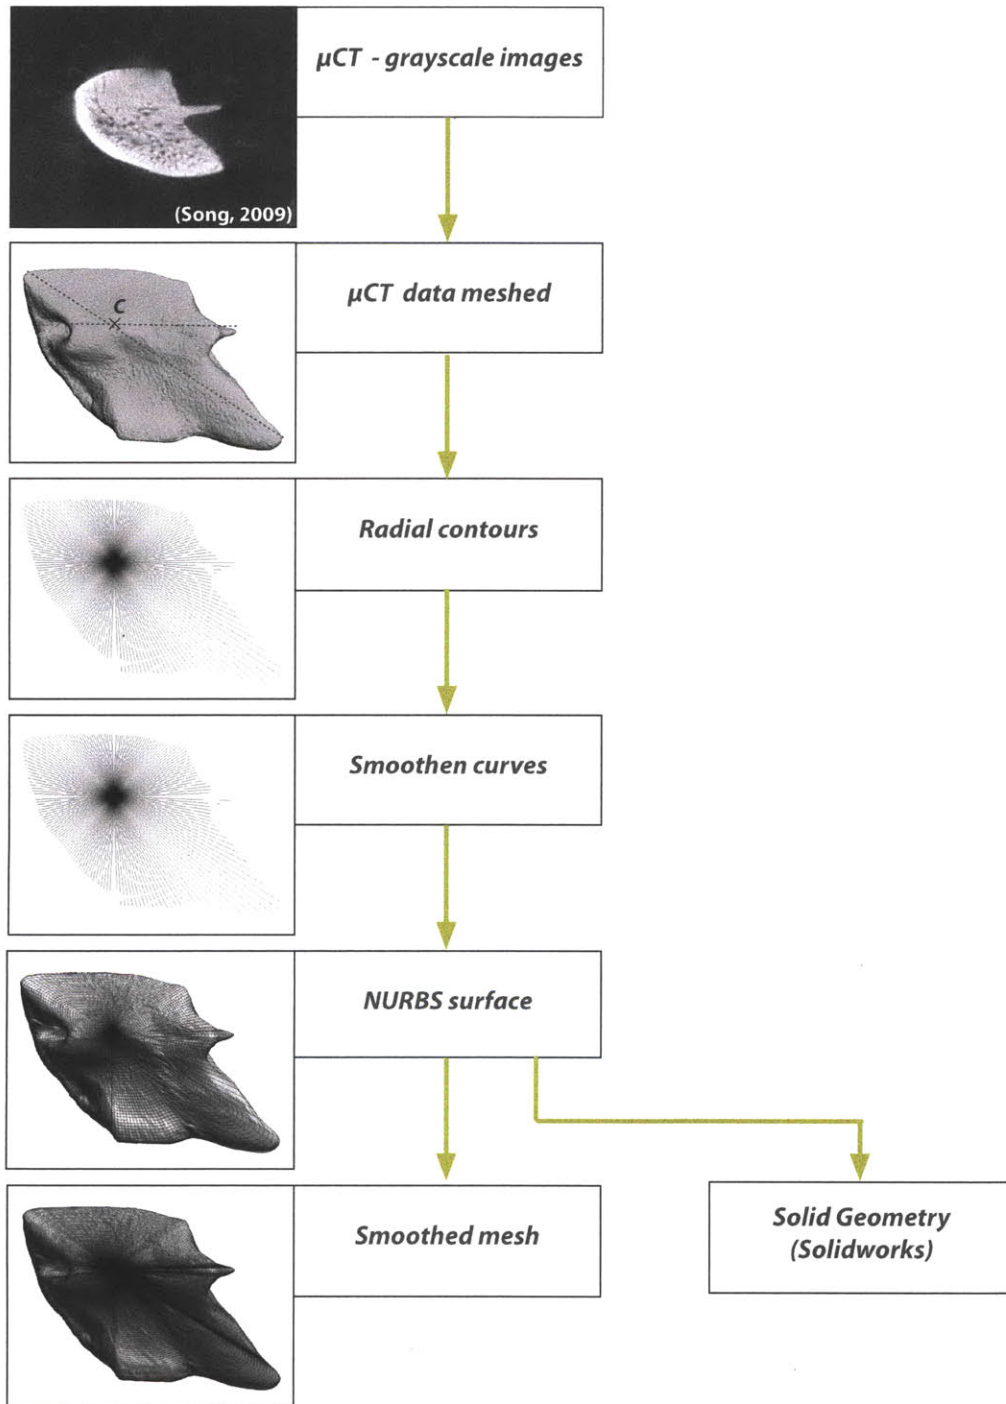 µCT - grayscale images
(Song, 2009)
µCT data meshed
C
Radial contours
Smoothen curves
NURBS surface
Smoothed mesh
Solid Geometry
(Solidworks)